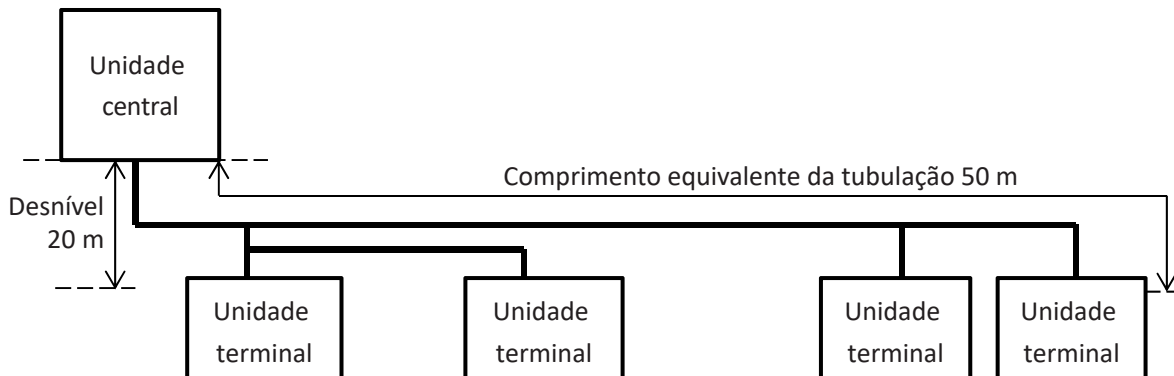 Unidade
central
Comprimento equivalente da tubulação 50 m
Desnível
20 m
Unidade
terminal
Unidade
terminal
Unidade
terminal
Unidade
terminal